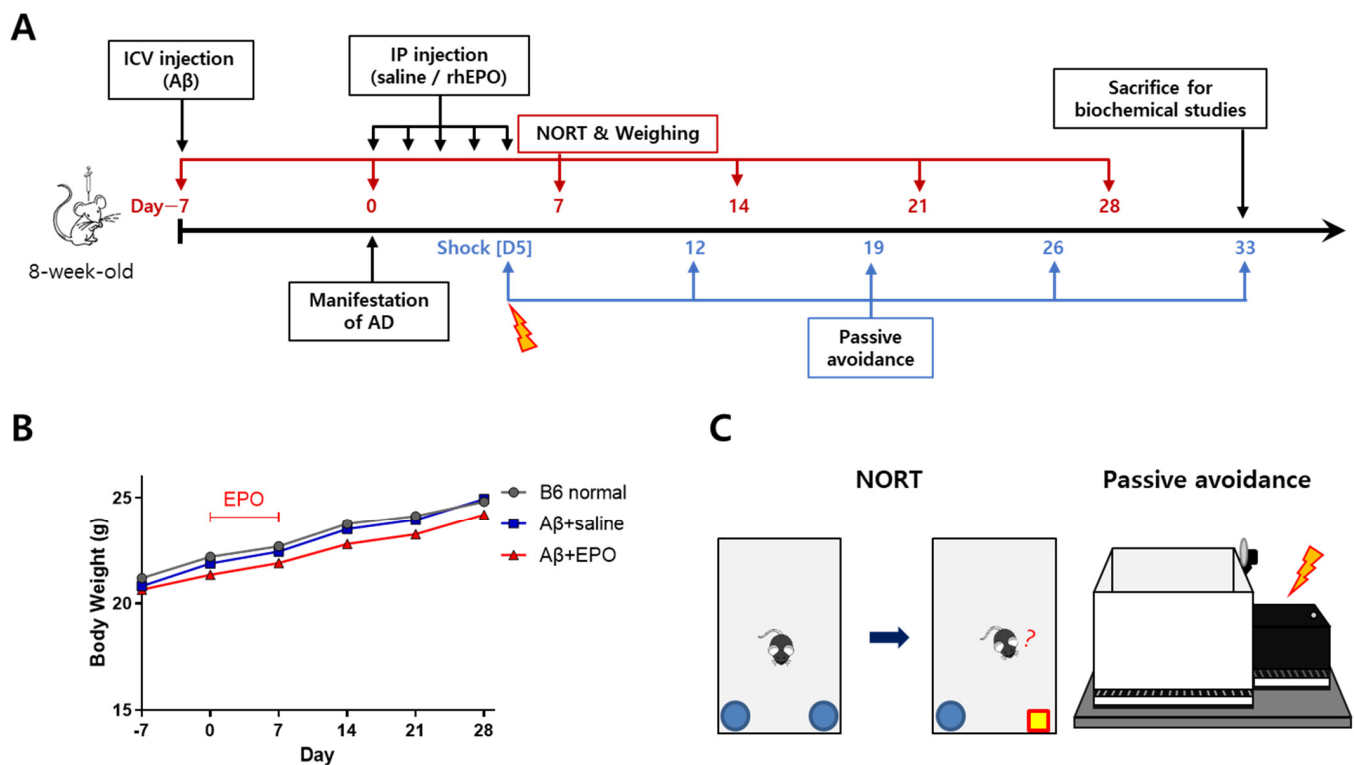 A
ICV injection
(Aβ)
IP injection
(saline / rhEPO)
NORT & Weighing
Sacrifice for
biochemical studies
Day−7
0
7
14
21
28
8-week-old
Shock [D5]
12
19
26
33
Manifestation
of AD
Passive
avoidance
B
Body Weight (g)
25
20
15
EPO
B6 normal
Aβ+saline
Aβ+EPO
-7
0
7
14
21
28
Day
C
NORT
Passive avoidance
?